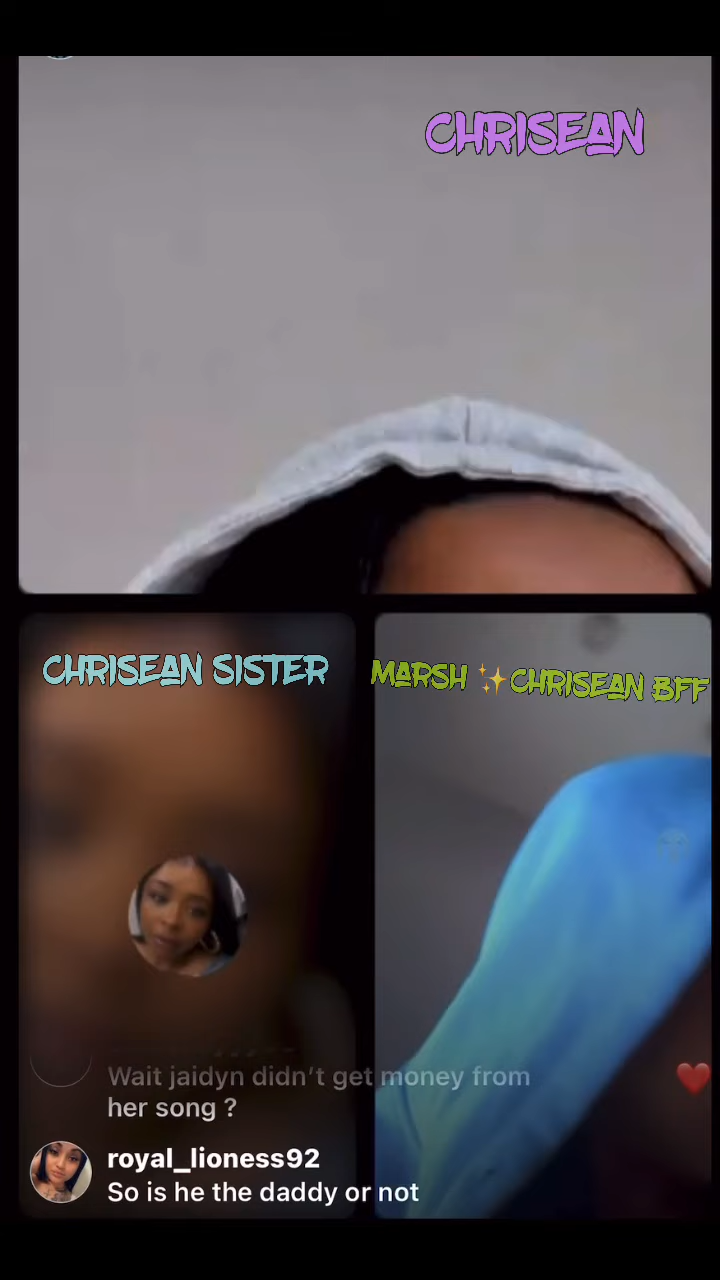 CHRISEAN
CHRISEAN SISTER
MARSH ✨CHRISEAN BFF
Wait jaidyn didn't get money from
her song ?
royal_lioness92
So is he the daddy or not